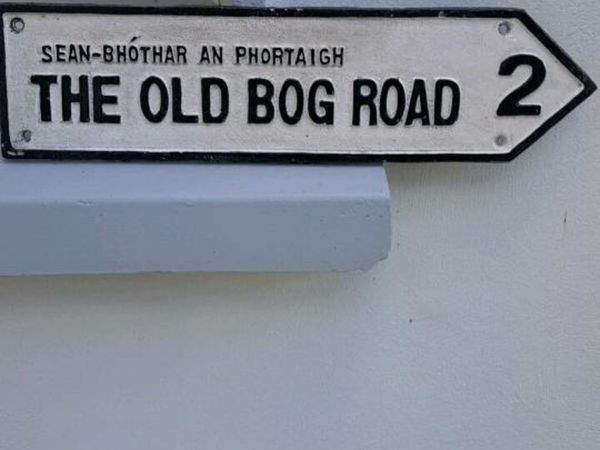 SEAN-BHÓTHAR AN PHORTAIGH
THE OLD BOG ROAD 2